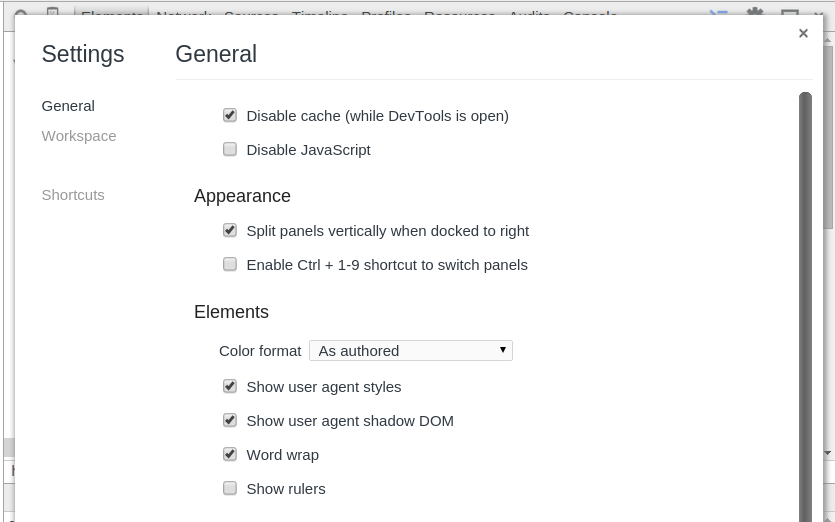 Elements Network Sources Timeline Profiles Resources Audits Console
×
Settings
General
General
Workspace
Shortcuts
Disable cache (while DevTools is open)
Disable JavaScript
Appearance
Split panels vertically when docked to right
Enable Ctrl + 1-9 shortcut to switch panels
Elements
Color format As authored
Show user agent styles
Show user agent shadow DOM
Word wrap
Show rulers